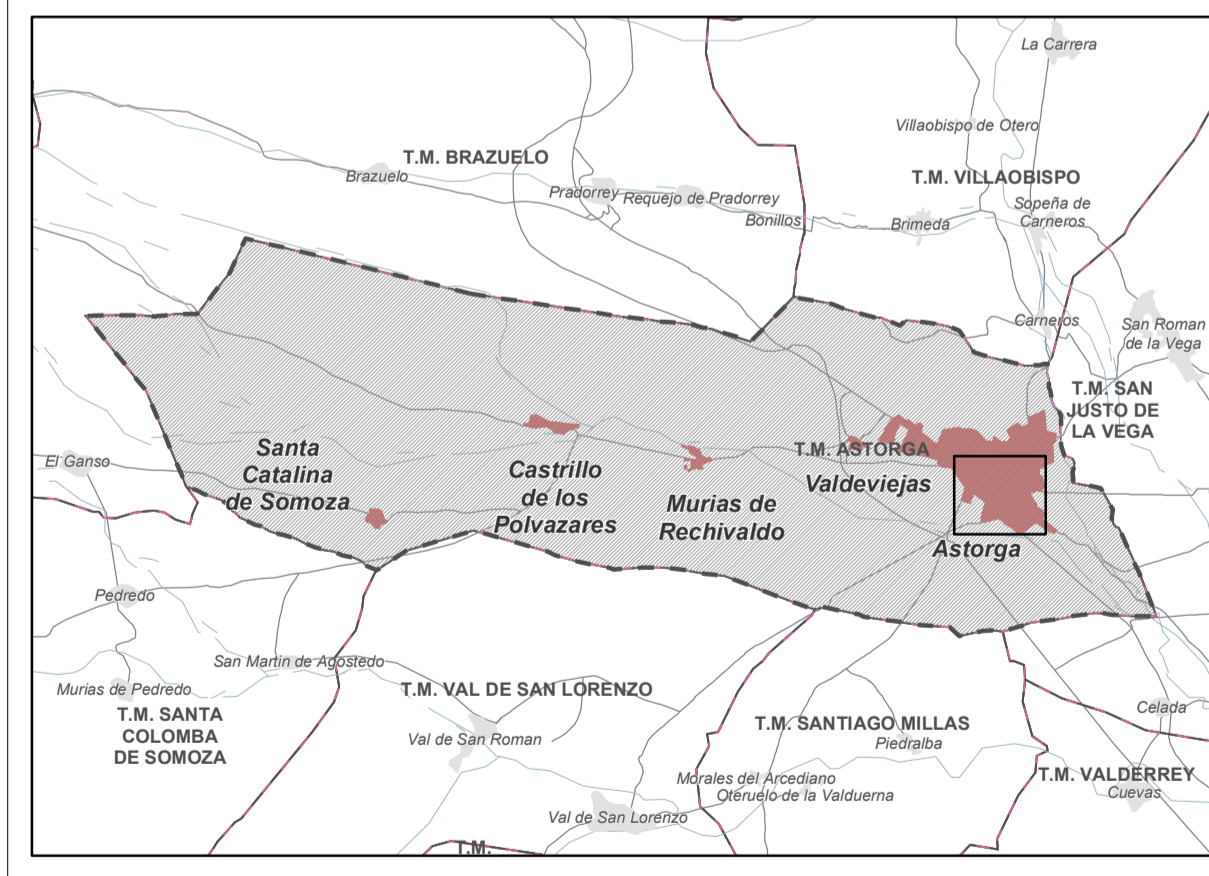 La Carrera
Villaobispo de Otero
T.M. BRAZUELO
Brazuelo
T.M. VILLAOBISPO
Pradorrey
Requejo de Pradorrey
Bonillos
Brimeda
Sopeña de
Carneros
Carneros
San Roman
de la Vega
T.M. SAN
JUSTO DE
LA VEGA
El Ganso
Santa
Catalina
de Somoza
Castrillo
de los
Polvazares
Murias de
Rechivaldo
T.M. ASTORGA
Valdeviejas
Astorga
Pedredo
San Martin de Agostedo
Murias de Pedredo
T.M. SANTA
COLOMBA
DE SOMOZA
T.M. VAL DE SAN LORENZO
Val de San Roman
T.M. SANTIAGO MILLAS
Piedralba
Celada
Morales del Arcediano
Oteruelo de la Valduerna
T.M. VALDERREY
Cuevas
Val de San Lorenzo
T.M.